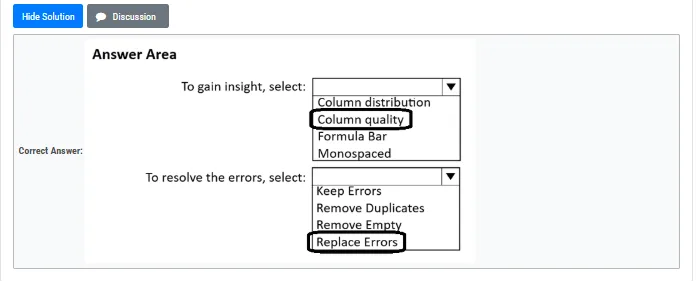 Hide Solution
Discussion
Answer Area
To gain insight, select:
Column distribution
Column quality
Formula Bar
Monospaced
Correct Answer:
To resolve the errors, select:
Keep Errors
Remove Duplicates
Remove Empty
Replace Errors